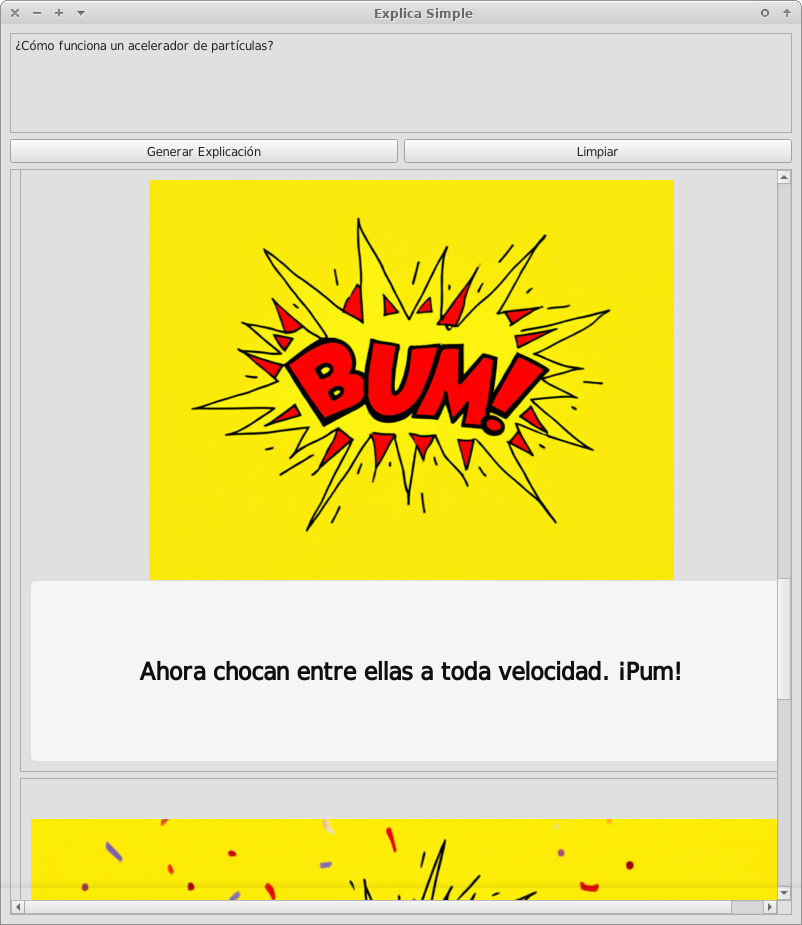 Explica Simple
¿Cómo funciona un acelerador de partículas?
Generar Explicación
Limpiar
BUM!
Ahora chocan entre ellas a toda velocidad. ¡Pum!